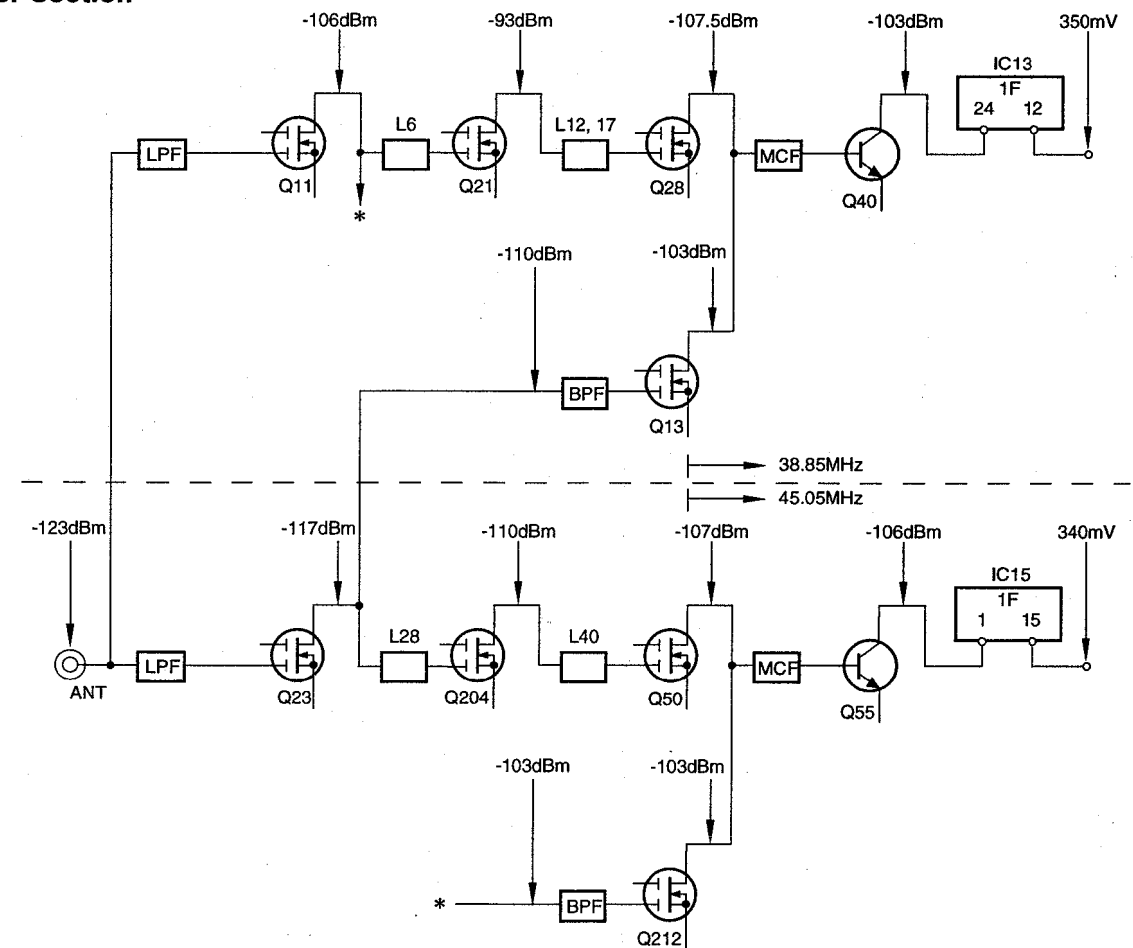 -106dBm -93dBm -107.5dBm -103dBm 350mV
IC13
1F
24 12
LPF L6 L12, 17 MCF
Q11 Q21 Q28 Q40
*
-110dBm -103dBm
BPF
Q13
38.85MHz
45.05MHz
-123dBm -117dBm -110dBm -107dBm -106dBm 340mV
IC15
1F
1 15
L28 L40
LPF MCF
ANT Q23 Q204 Q50 Q55
-103dBm -103dBm
* BPF
Q212